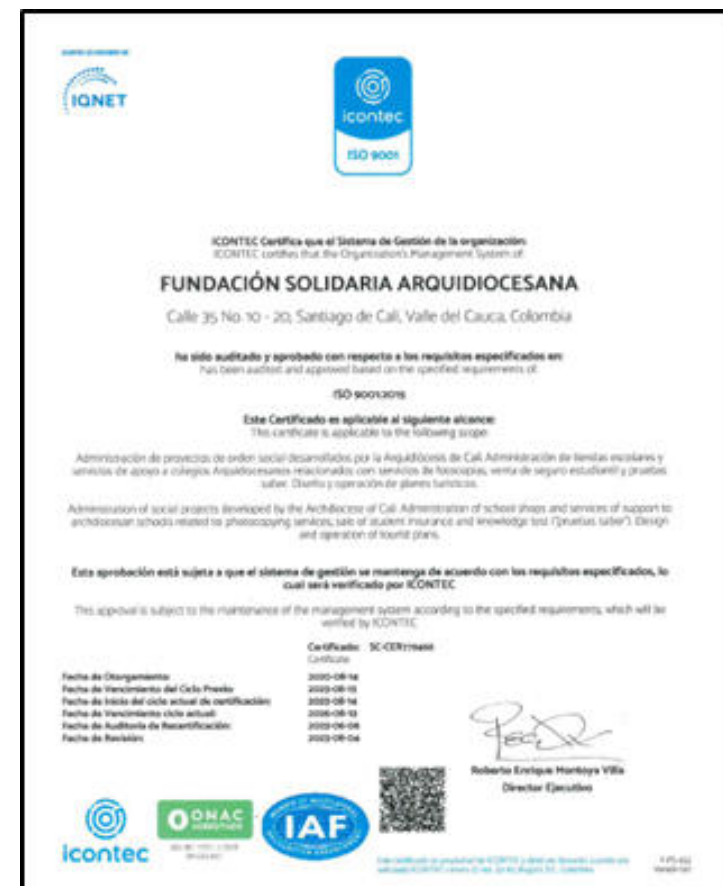 IQNET
icontec
ISO 9001
ICONTEC Certifica que el Sistema de Gestión de la organización:
ICONTEC certifies that the Organization's Management System of:
FUNDACIÓN SOLIDARIA ARQUIDIOCESANA
Calle 35 No. 10 - 20, Santiago de Cali, Valle del Cauca, Colombia
ha sido auditado y aprobado con respecto a los requisitos especificados en:
has been audited and approved based on the specified requirements of:
ISO 9001:2015
Este Certificado es aplicable al siguiente alcance:
This certificate is applicable to the following scope:
Administración de proyectos de orden social desarrollados por la Arquidiócesis de Cali. Administración de tiendas escolares y
servicios de apoyo a colegios Arquidiocesanos relacionados con servicios de fotocopias, venta de seguro estudiantil y pruebas
saber. Diseño y operación de planes turísticos.
Administration of social projects developed by the Archdiocese of Cali. Administration of school shops and services of support to
archdiocesan schools related to photocopying services, sale of student insurance and knowledge test ("pruebas saber"). Design
and operation of tourist plans.
Esta aprobación está sujeta a que el sistema de gestión se mantenga de acuerdo con los requisitos especificados, lo
cual será verificado por ICONTEC
This approval is subject to the maintenance of the management system according to the specified requirements, which will be
verified by ICONTEC
Certificado:
Certificate
Fecha de Otorgamiento:
Fecha de Vencimiento del Ciclo Previo:
Fecha de Inicio del ciclo actual de certificación:
Fecha de Vencimiento ciclo actual:
Fecha de Auditoría de Recertificación:
Fecha de Revisión:
Roberto Enrique Montoya Villa
Director Ejecutivo
icontec
ONAC
ACREDITADO
IAF